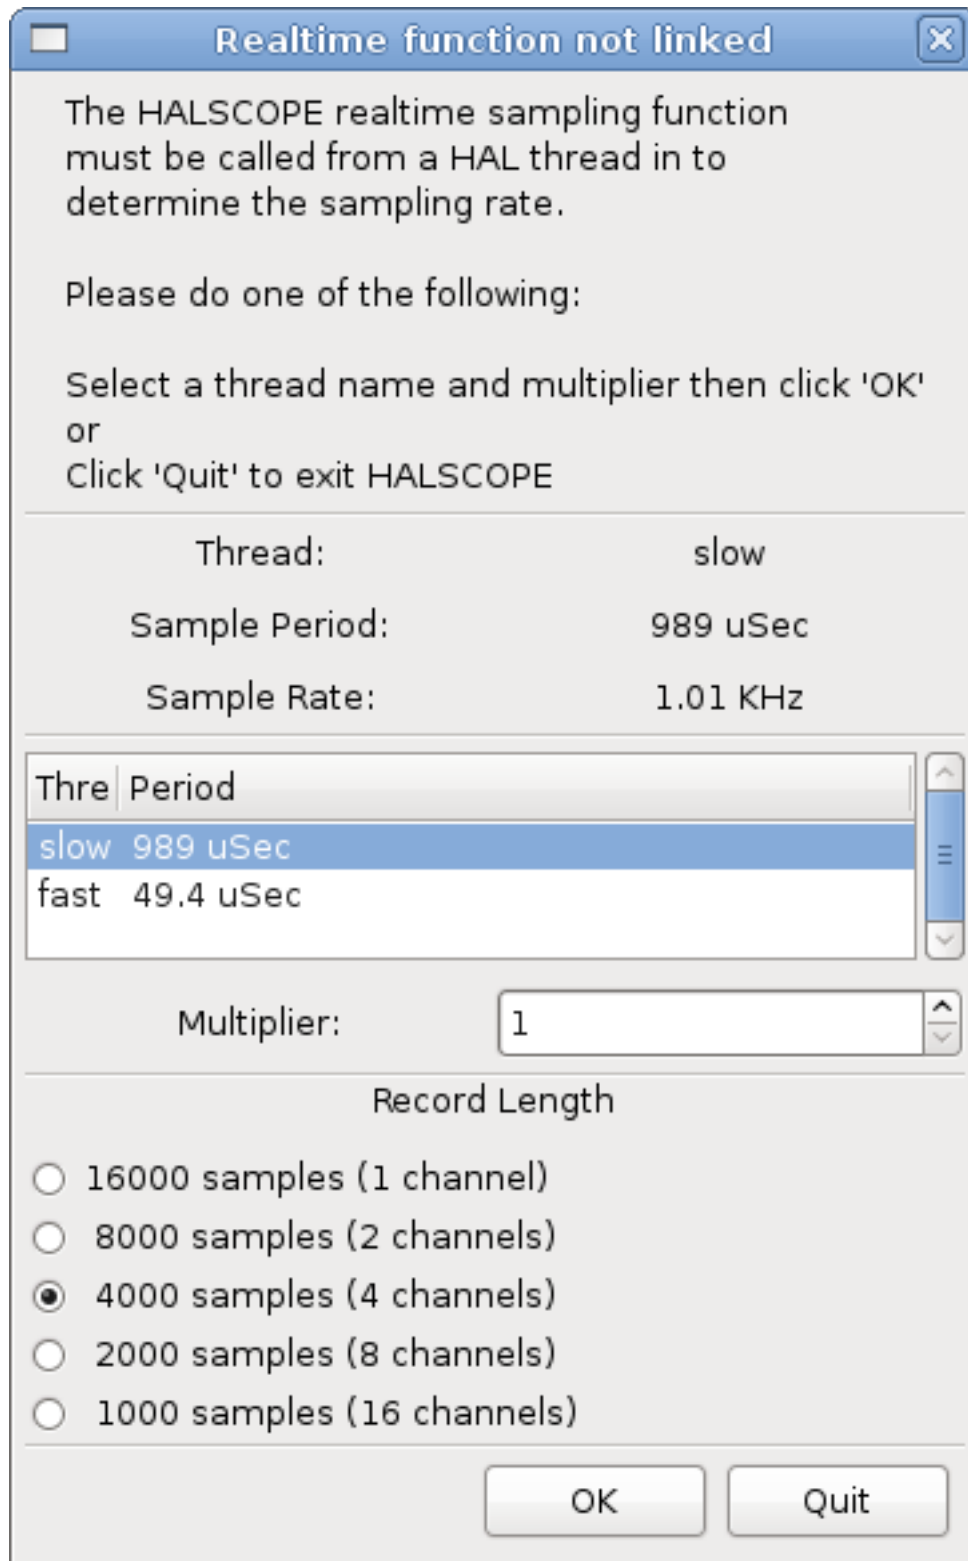 Realtime function not linked
The HALSCOPE realtime sampling function
must be called from a HAL thread in to
determine the sampling rate.
Please do one of the following:
Select a thread name and multiplier then click 'OK'
or
Click 'Quit' to exit HALSCOPE
Thread: slow
Sample Period: 989 uSec
Sample Rate: 1.01 KHz
Thre Period
slow 989 uSec
fast 49.4 uSec
Multiplier: 1
Record Length
16000 samples (1 channel)
8000 samples (2 channels)
4000 samples (4 channels)
2000 samples (8 channels)
1000 samples (16 channels)
OK Quit